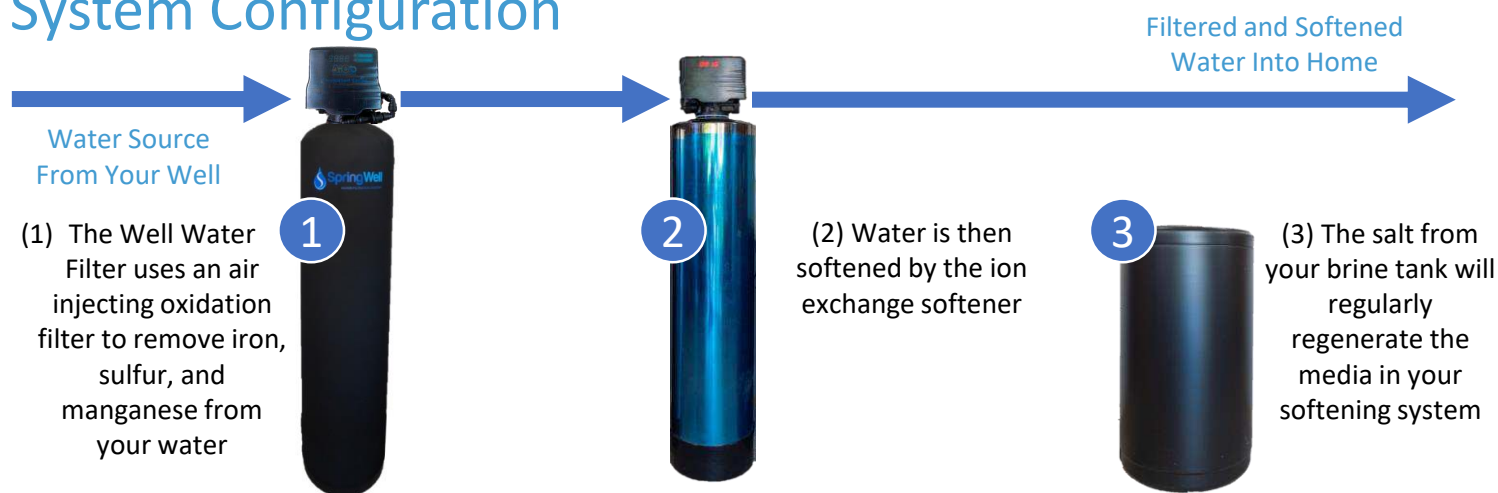 System Configuration
Filtered and Softened
Water Into Home
Water Source
From Your Well
SpringWell
(1) The Well Water
Filter uses an air
injecting oxidation
filter to remove iron,
sulfur, and
manganese from
your water
1
2
(2) Water is then
softened by the ion
exchange softener
3
(3) The salt from
your brine tank will
regularly
regenerate the
media in your
softening system